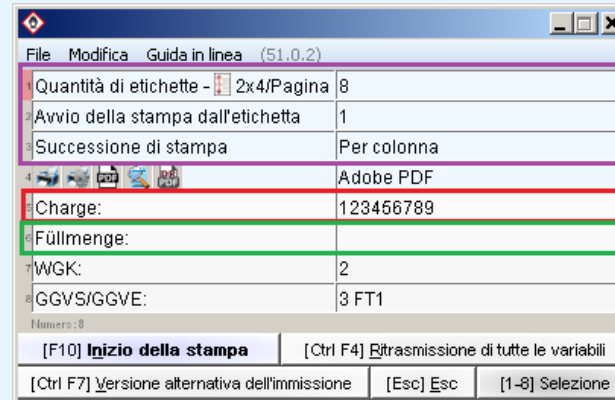 File Modifica Guida in linea (51.0.2)
1 Quantità di etichette - 2x4/Pagina 8
2 Avvio della stampa dall'etichetta 1
3 Successione di stampa Per colonna
4 PDF Adobe PDF
5 Charge: 123456789
6 Füllmenge:
7 WGK: 2
8 GGVS/GGVE: 3 FT1
Numero:8
[F10] Inizio della stampa [Ctrl F4] Ritrasmissione di tutte le variabili
[Ctrl F7] Versione alternativa dell'immissione [Esc] Esc [1-8] Selezione